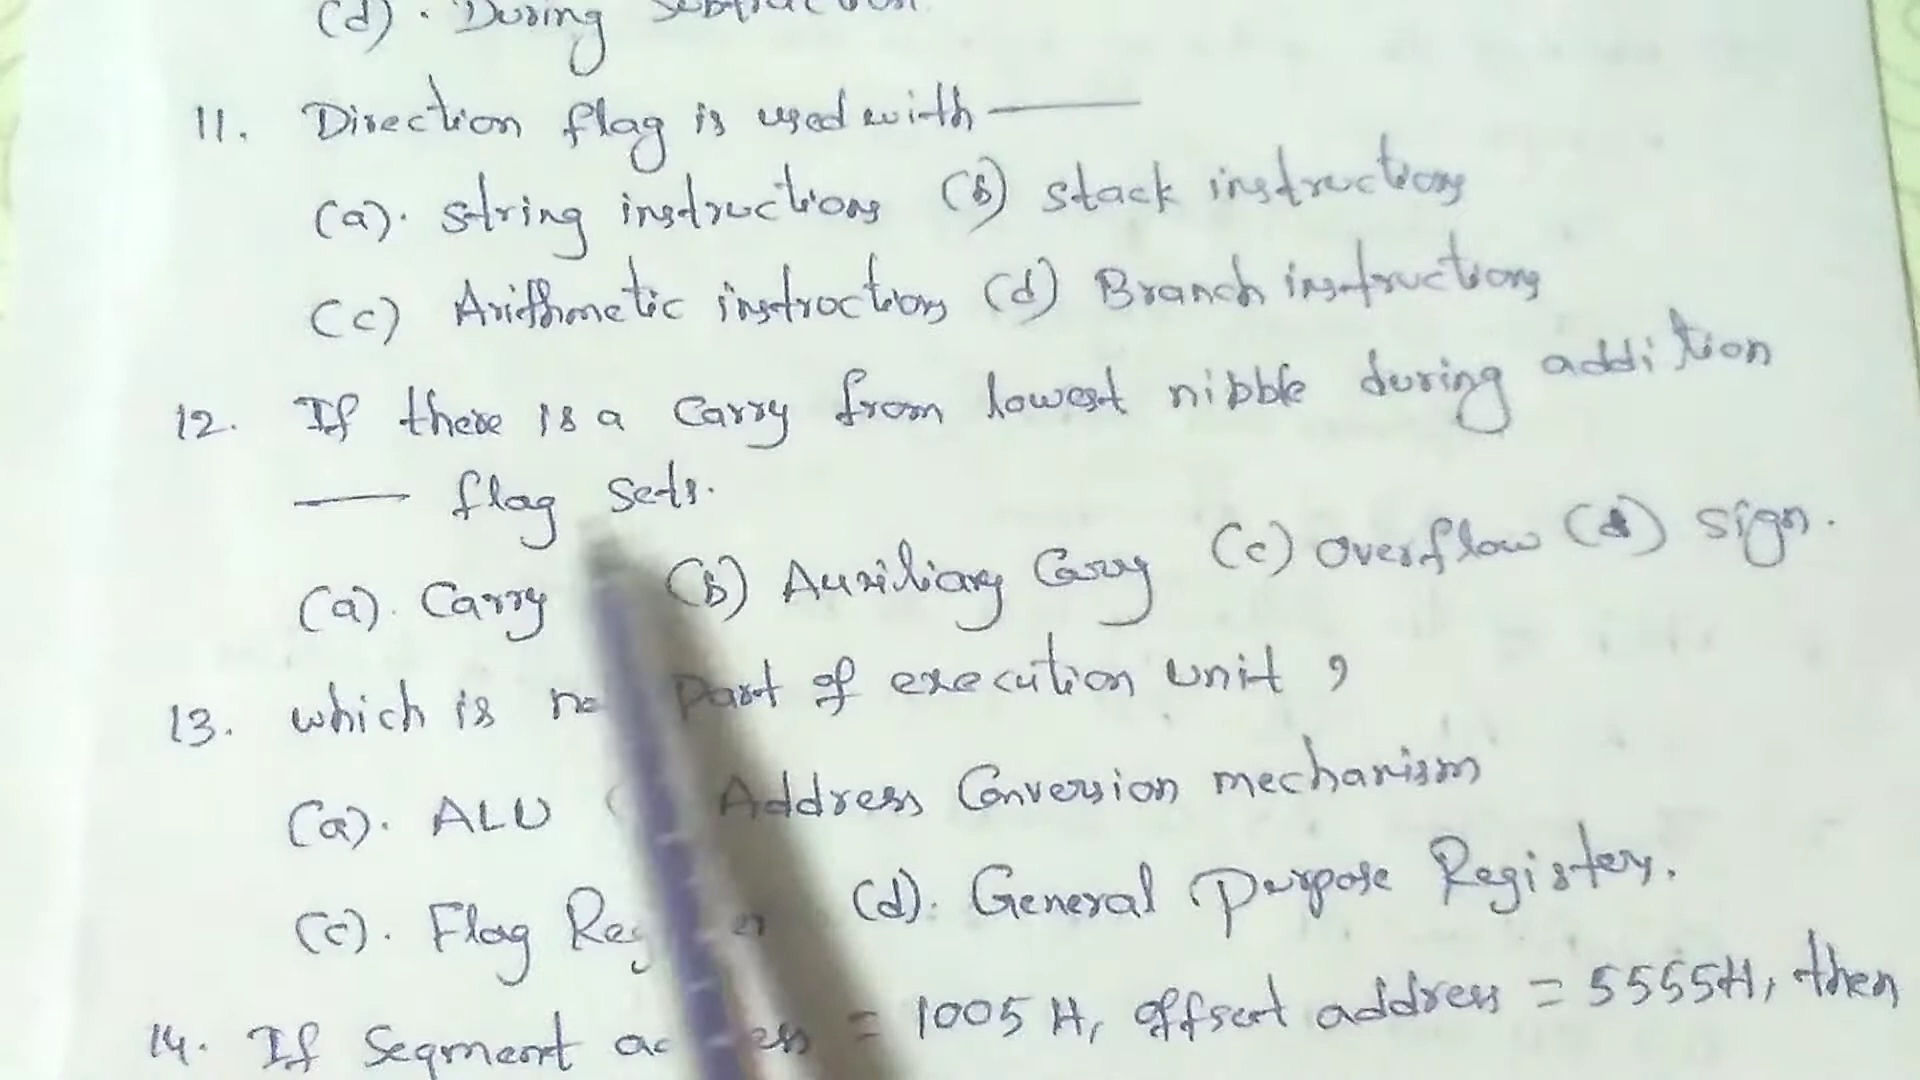 (d). During
11. Direction flag is used with ———
(a). string instructions (b) stack instructions
(c) Arithmetic instructions (d) Branch instructions
12. If there is a carry from lowest nibble during addition
—— flag sets.
(a). Carry (b) Auxiliary Carry (c) overflow (d) sign.
13. which is part of execution unit ?
(a). ALU Address Conversion mechanism
(c). Flag (d). General Purpose Register.
14. If Segment = 1005 H, offset address = 5555H, then